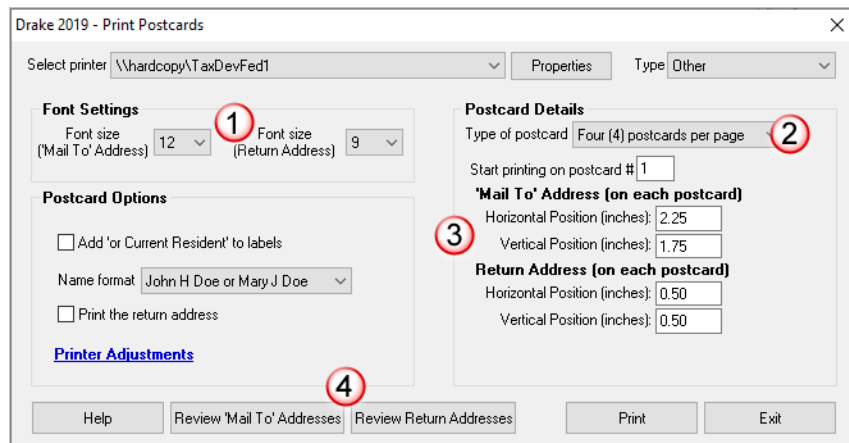 Drake 2019 - Print Postcards
Select printer \\hardcopy\TaxDevFed1 Properties Type Other
Font Settings
Font size ('Mail To' Address) 12 1 Font size (Return Address) 9
Postcard Options
Add 'or Current Resident' to labels
Name format John H Doe or Mary J Doe
Print the return address
Printer Adjustments
Postcard Details
Type of postcard Four (4) postcards per page 2
Start printing on postcard # 1
'Mail To' Address (on each postcard)
Horizontal Position (inches): 2.25
3
Vertical Position (inches): 1.75
Return Address (on each postcard)
Horizontal Position (inches): 0.50
Vertical Position (inches): 0.50
4
Help Review 'Mail To' Addresses Review Return Addresses Print Exit